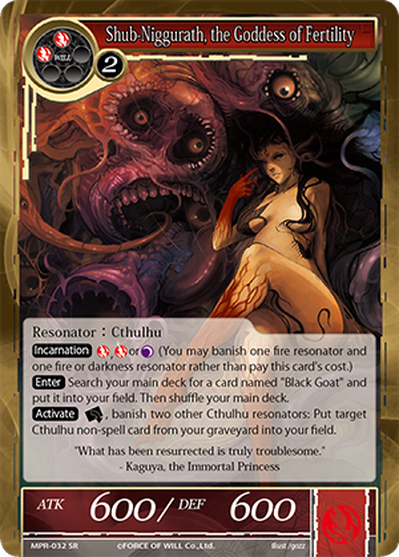 Shub-Niggurath, the Goddess of Fertility
WILL
2
Resonator : Cthulhu
Incarnation , or (You may banish one fire resonator and
one fire or darkness resonator rather than pay this card's cost.)
Enter Search your main deck for a card named "Black Goat" and
put it into your field. Then shuffle your main deck.
Activate , banish two other Cthulhu resonators: Put target
Cthulhu non-spell card from your graveyard into your field.
"What has been resurrected is truly troublesome."
- Kaguya, the Immortal Princess
ATK 600 / DEF 600
MPR-032 SR ©FORCE OF WILL Co.,Ltd. Illust / gozz